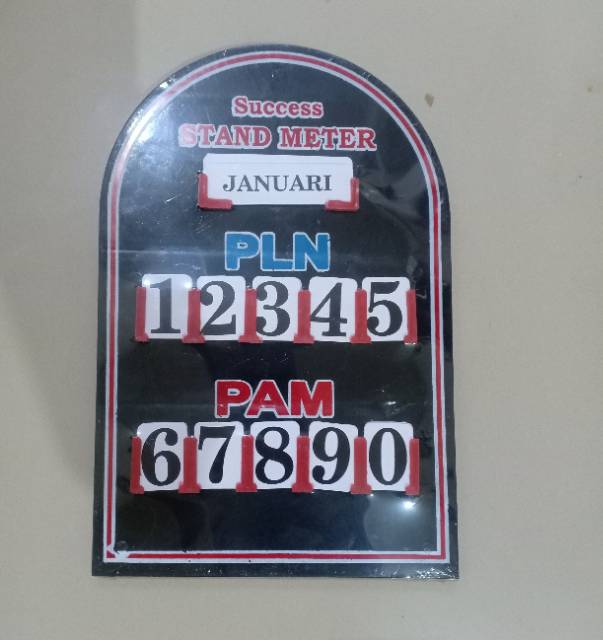 Success
STAND METER
JANUARI
PLN
12345
PAM
67890